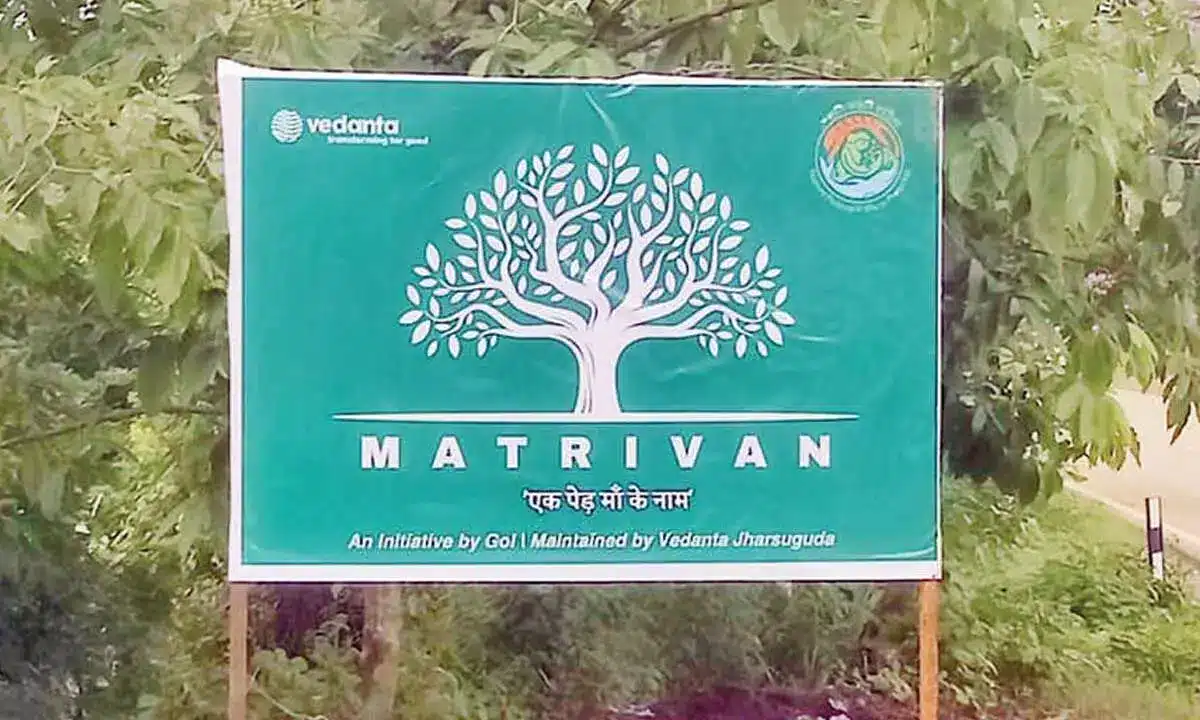 vedanta
transforming for good
MATRIVAN
'एक पेड़ माँ के नाम'
An Initiative by GoI | Maintained by Vedanta Jharsuguda